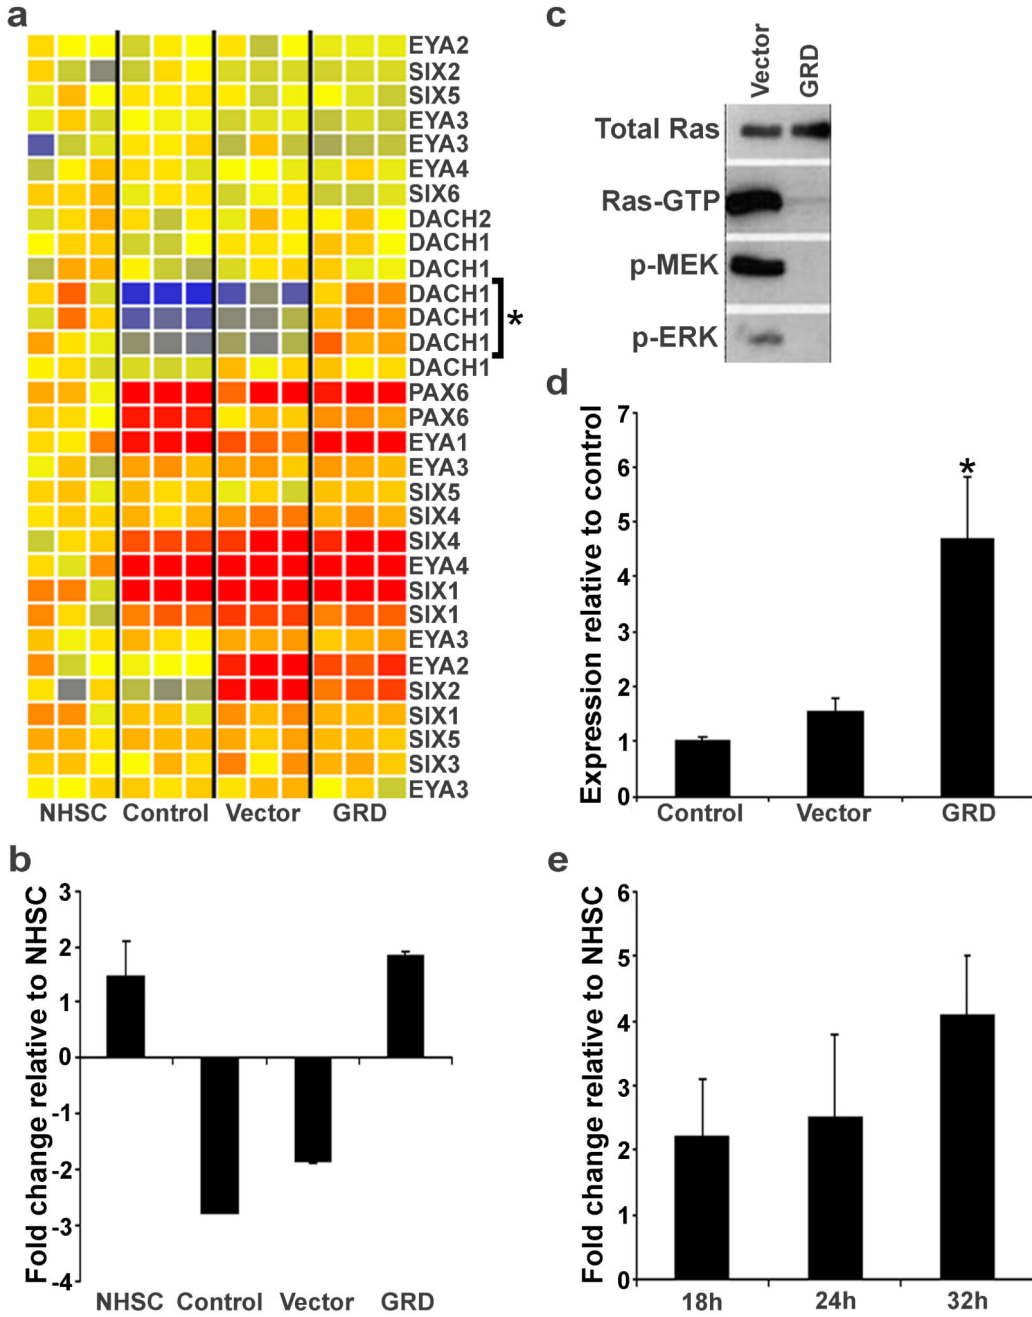 a
EYA2
SIX2
SIX5
EYA3
EYA3
EYA4
SIX6
DACH2
DACH1
DACH1
DACH1
DACH1
*
DACH1
DACH1
PAX6
PAX6
EYA1
EYA3
SIX5
SIX4
SIX4
EYA4
SIX1
SIX1
EYA3
EYA2
SIX2
SIX1
SIX5
SIX3
EYA3
NHSC Control Vector GRD
b
Fold change relative to NHSC
3
2
1
0
-1
-2
-3
-4
NHSC Control Vector GRD
c
Vector
GRD
Total Ras
Ras-GTP
p-MEK
p-ERK
d
Expression relative to control
7
6
5
4
3
2
1
0
*
Control Vector GRD
e
Fold change relative to NHSC
6
5
4
3
2
1
0
18h 24h 32h